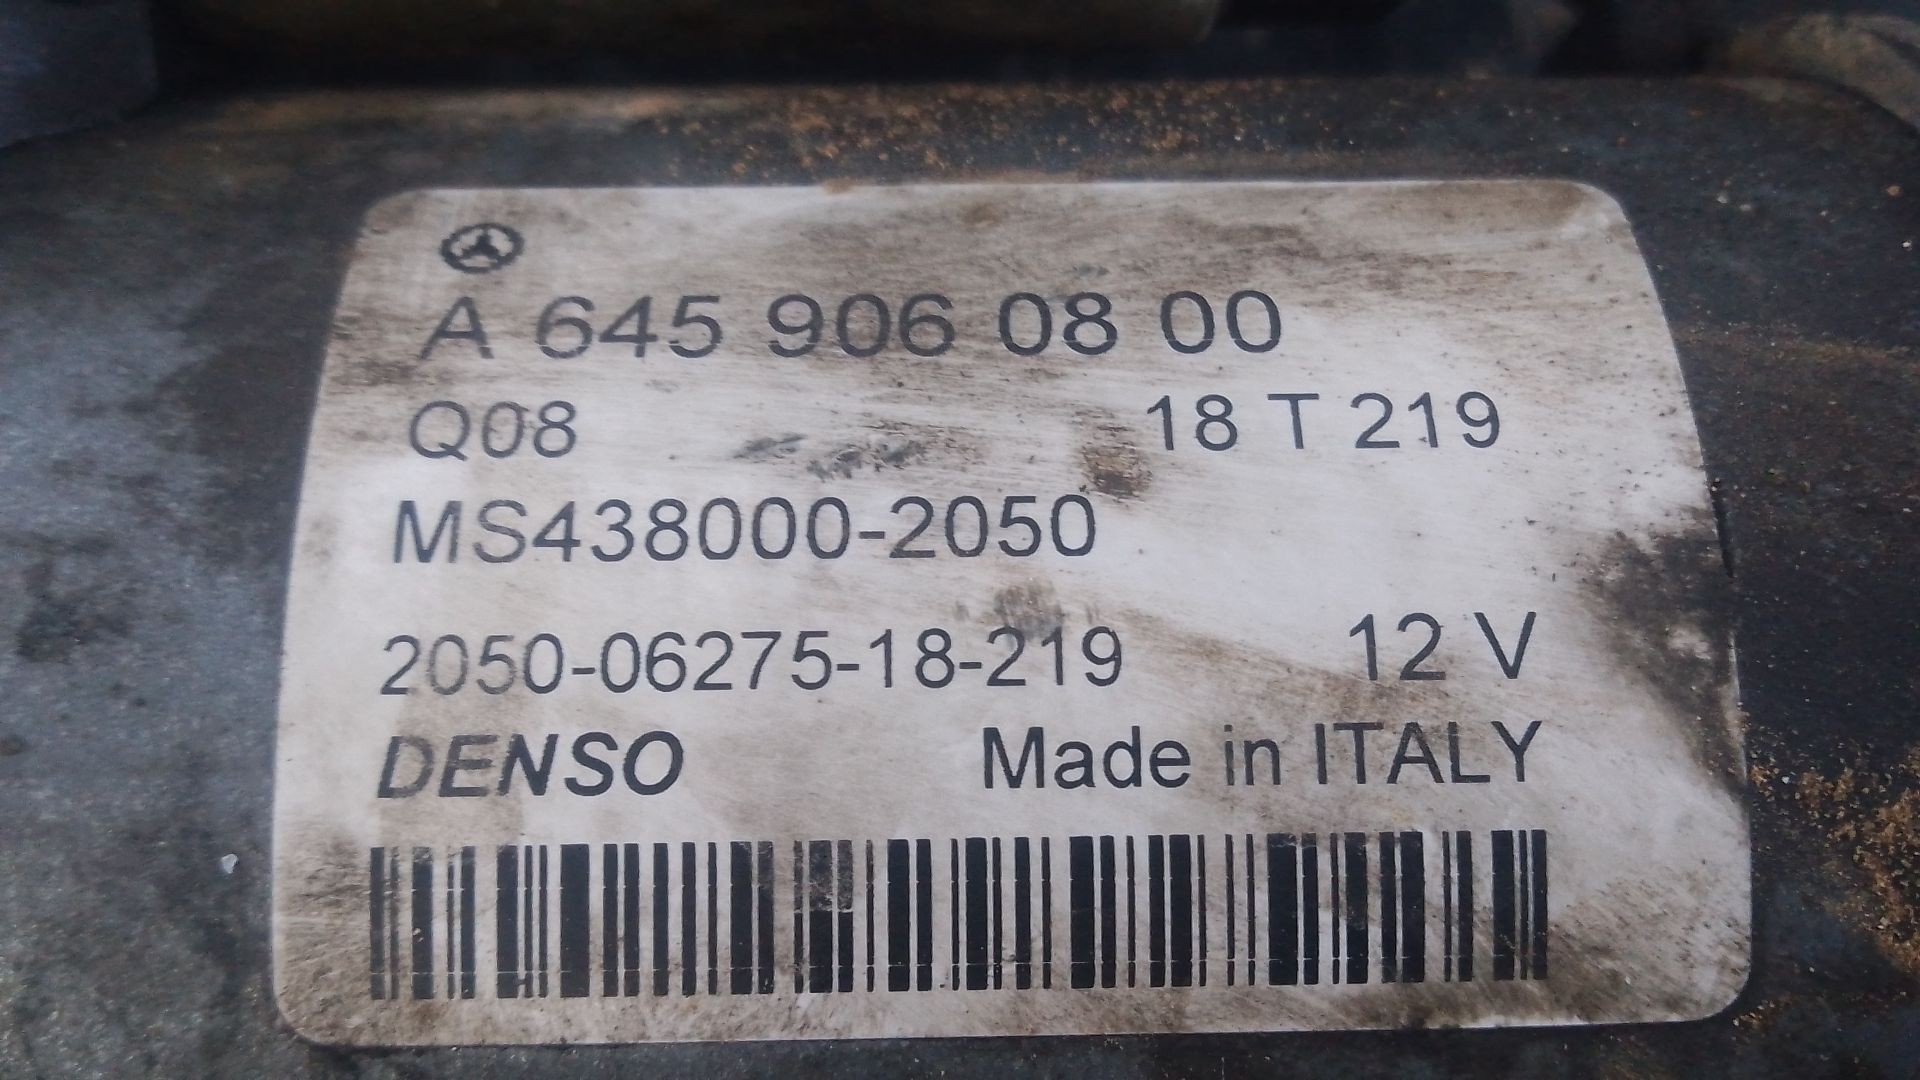 A 645 906 08 00
Q08 18 T 219
MS438000-2050
2050-06275-18-219 12 V
DENSO Made in ITALY